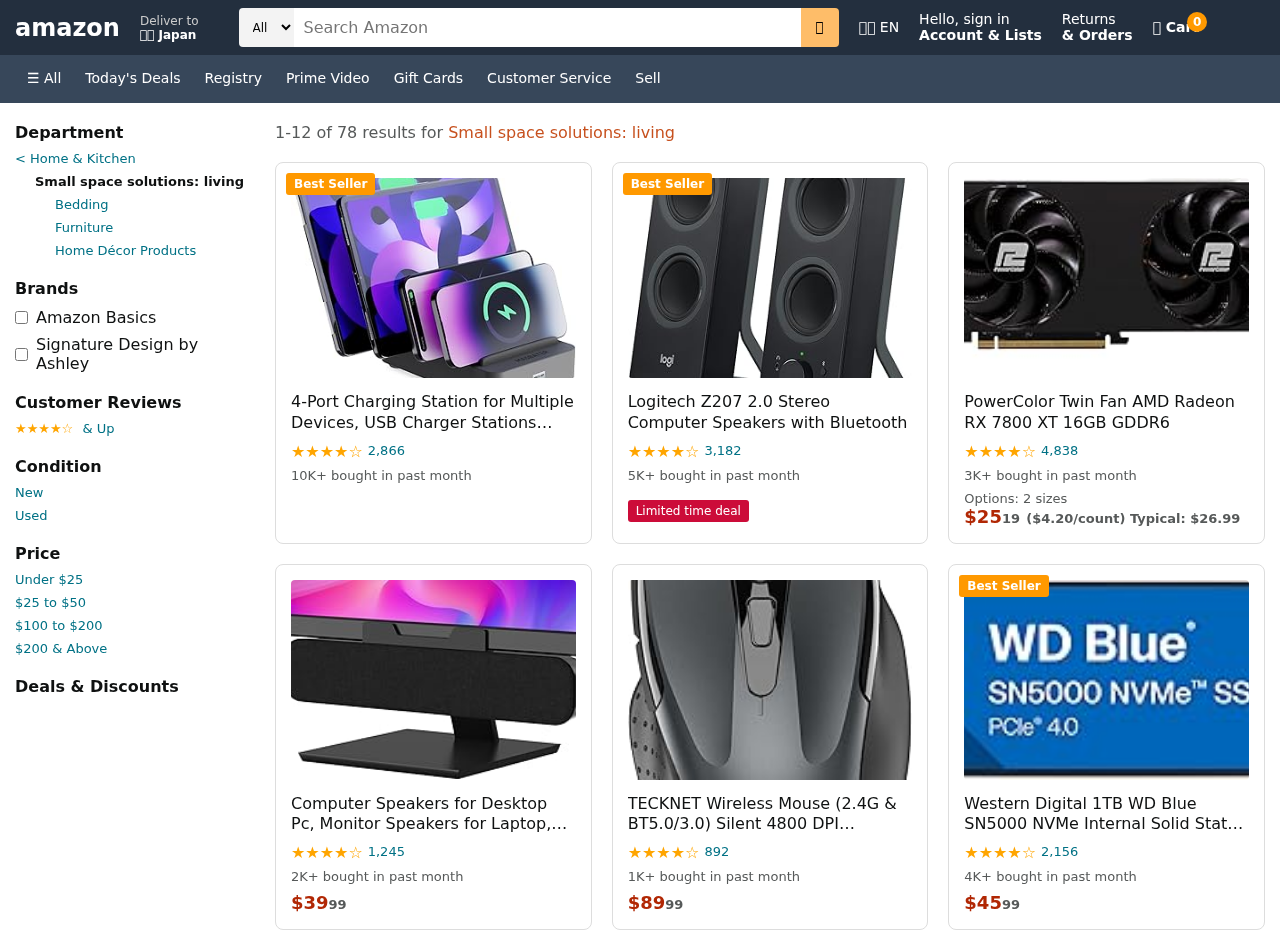 amazon
Deliver to
Japan
All
Search Amazon
EN
Hello, sign in
Account & Lists
Returns
& Orders
0
☰ All
Today's Deals
Registry
Prime Video
Gift Cards
Customer Service
Sell
Department
< Home & Kitchen
Small space solutions: living
Bedding
Furniture
Home Décor Products
Brands
Amazon Basics
Signature Design by
Ashley
Customer Reviews
★★★★☆ & Up
Condition
New
Used
Price
Under $25
$25 to $50
$100 to $200
$200 & Above
Deals & Discounts
1-12 of 78 results for Small space solutions: living
Best Seller
4-Port Charging Station for Multiple
Devices, USB Charger Stations…
★★★★☆ 2,866
10K+ bought in past month
Best Seller
logi
Logitech Z207 2.0 Stereo
Computer Speakers with Bluetooth
★★★★☆ 3,182
5K+ bought in past month
Limited time deal
PowerColor
PowerColor
PowerColor Twin Fan AMD Radeon
RX 7800 XT 16GB GDDR6
★★★★☆ 4,838
3K+ bought in past month
Options: 2 sizes
$25 19 ($4.20/count) Typical: $26.99
Computer Speakers for Desktop
Pc, Monitor Speakers for Laptop,…
★★★★☆ 1,245
2K+ bought in past month
$39 99
TECKNET Wireless Mouse (2.4G &
BT5.0/3.0) Silent 4800 DPI…
★★★★☆ 892
1K+ bought in past month
$89 99
Best Seller
WD Blue®
SN5000 NVMe™ SS
PCIe® 4.0
Western Digital 1TB WD Blue
SN5000 NVMe Internal Solid Stat…
★★★★☆ 2,156
4K+ bought in past month
$45 99